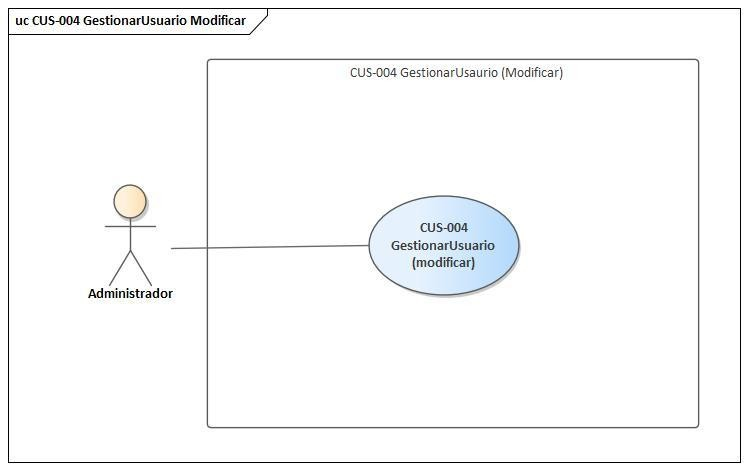 uc CUS-004 GestionarUsuario Modificar
CUS-004 GestionarUsaurio (Modificar)
CUS-004
GestionarUsuario
(modificar)
Administrador